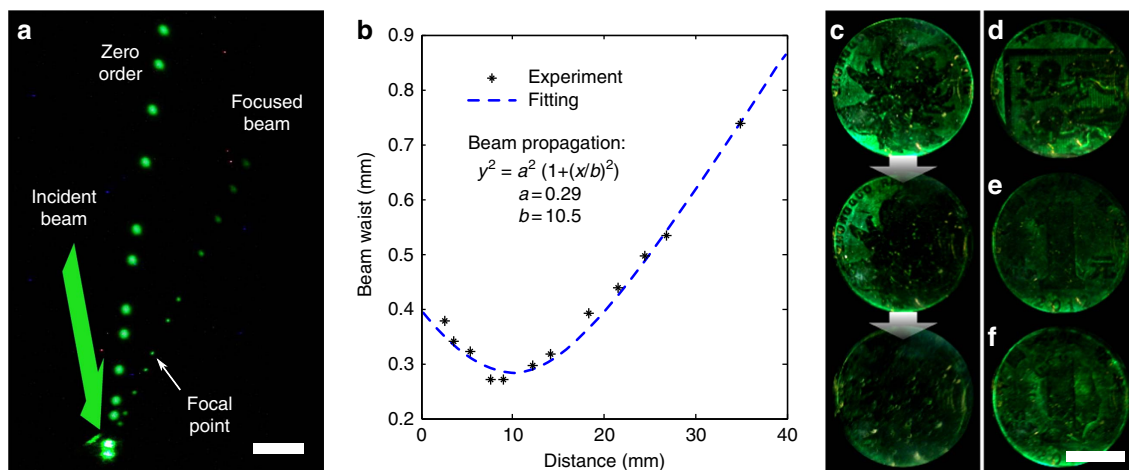 a
Zero
order
Focused
beam
Incident
beam
Focal
point
b
0.9
0.8
0.7
0.6
0.5
0.4
0.3
0.2
Beam waist (mm)
Experiment
Fitting
Beam propagation:
y² = a² (1+(x/b)²)
a=0.29
b=10.5
0 10 20 30 40
Distance (mm)
c
d
e
f